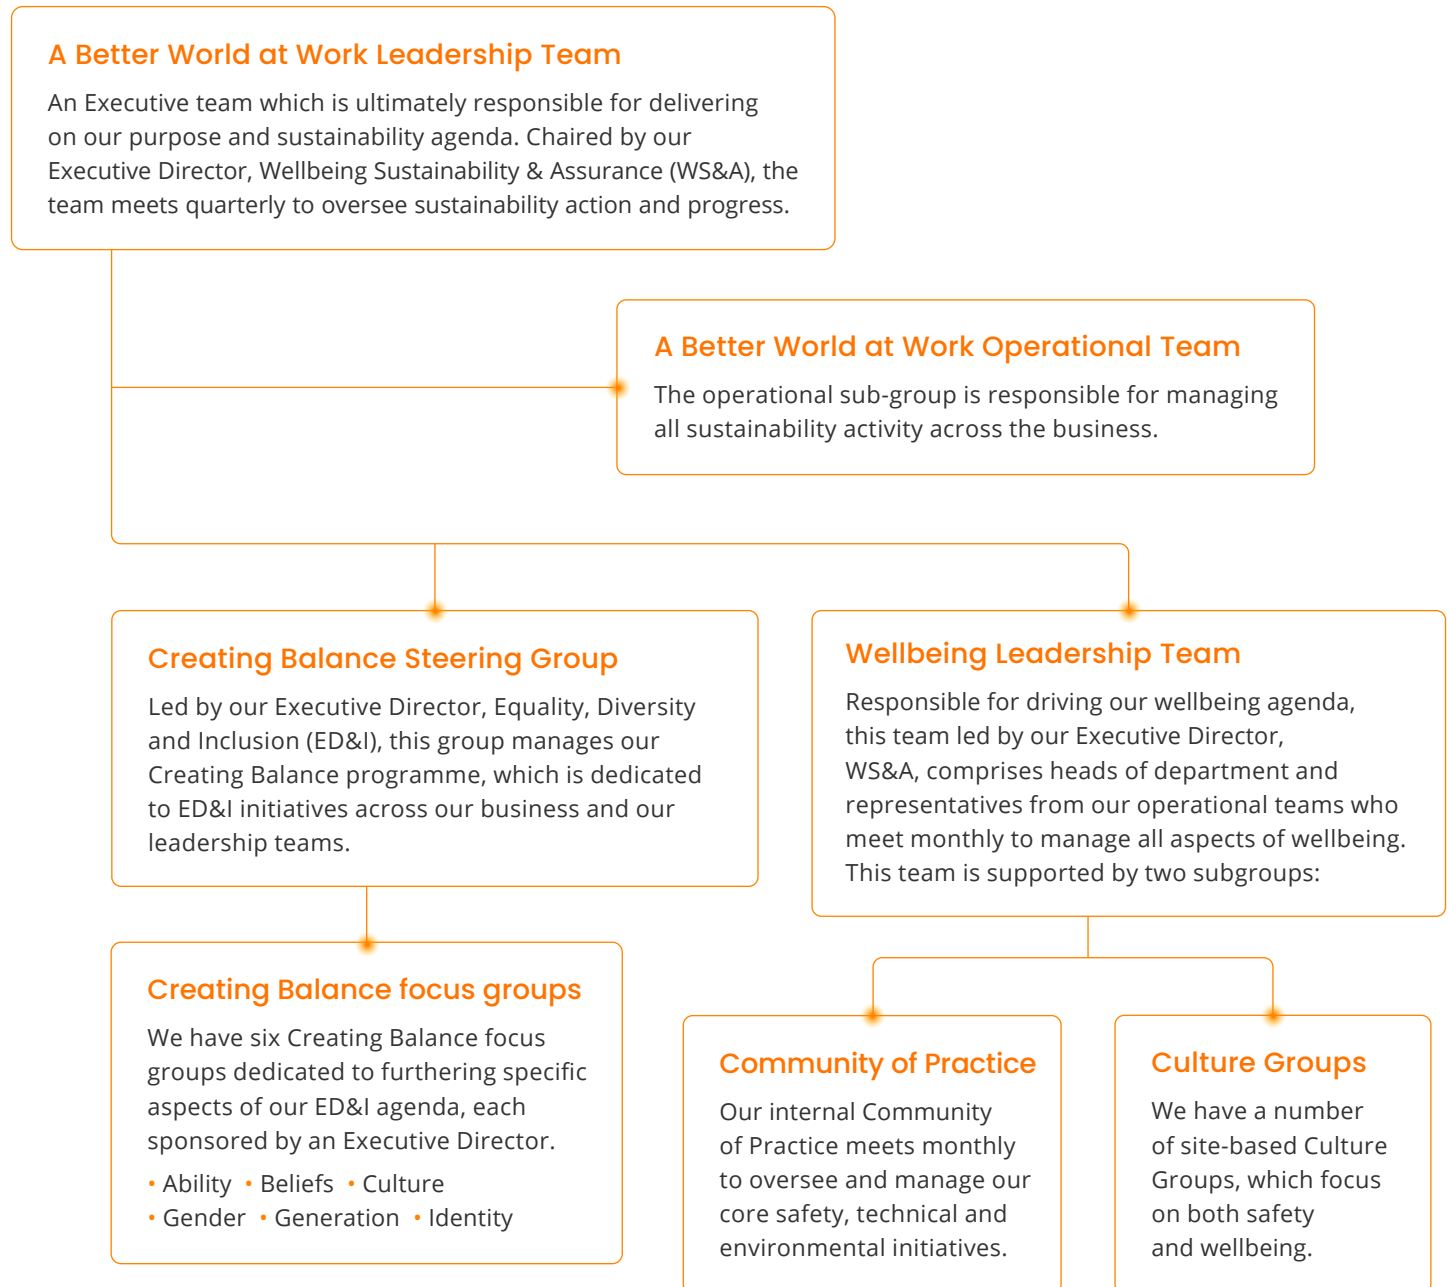 A Better World at Work Leadership Team
An Executive team which is ultimately responsible for delivering
on our purpose and sustainability agenda. Chaired by our
Executive Director, Wellbeing Sustainability & Assurance (WS&A), the
team meets quarterly to oversee sustainability action and progress.
A Better World at Work Operational Team
The operational sub-group is responsible for managing
all sustainability activity across the business.
Creating Balance Steering Group
Led by our Executive Director, Equality, Diversity
and Inclusion (ED&I), this group manages our
Creating Balance programme, which is dedicated
to ED&I initiatives across our business and our
leadership teams.
Wellbeing Leadership Team
Responsible for driving our wellbeing agenda,
this team led by our Executive Director,
WS&A, comprises heads of department and
representatives from our operational teams who
meet monthly to manage all aspects of wellbeing.
This team is supported by two subgroups:
Creating Balance focus groups
We have six Creating Balance focus
groups dedicated to furthering specific
aspects of our ED&I agenda, each
sponsored by an Executive Director.
• Ability • Beliefs • Culture
• Gender • Generation • Identity
Community of Practice
Our internal Community
of Practice meets monthly
to oversee and manage our
core safety, technical and
environmental initiatives.
Culture Groups
We have a number
of site-based Culture
Groups, which focus
on both safety
and wellbeing.